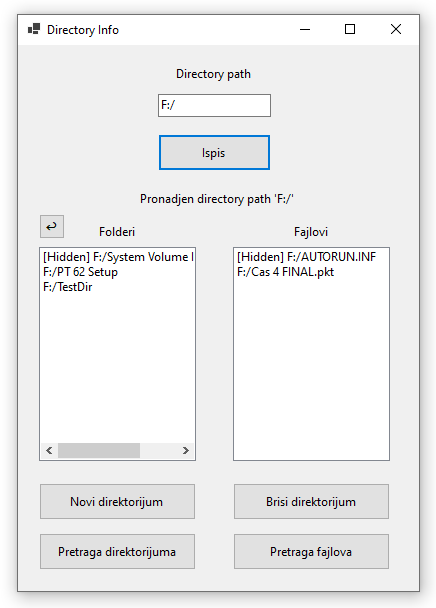 Directory Info
Directory path
F:/
Ispis
Pronadjen directory path 'F:/'
Folderi
Fajlovi
[Hidden] F:/System Volume I
F:/PT 62 Setup
F:/TestDir
[Hidden] F:/AUTORUN.INF
F:/Cas 4 FINAL.pkt
Novi direktorijum
Brisi direktorijum
Pretraga direktorijuma
Pretraga fajlova